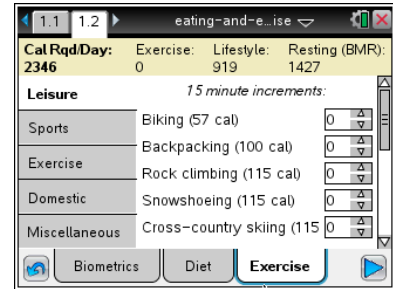 1.1 1.2 eating-and-e...ise
Cal Rqd/Day: Exercise: Lifestyle: Resting (BMR):
2346 0 919 1427
Leisure 15 minute increments:
Sports Biking (57 cal) 0
Backpacking (100 cal) 0
Exercise Rock climbing (115 cal) 0
Domestic Snowshoeing (115 cal) 0
Miscellaneous Cross-country skiing (115 0
Biometrics Diet Exercise